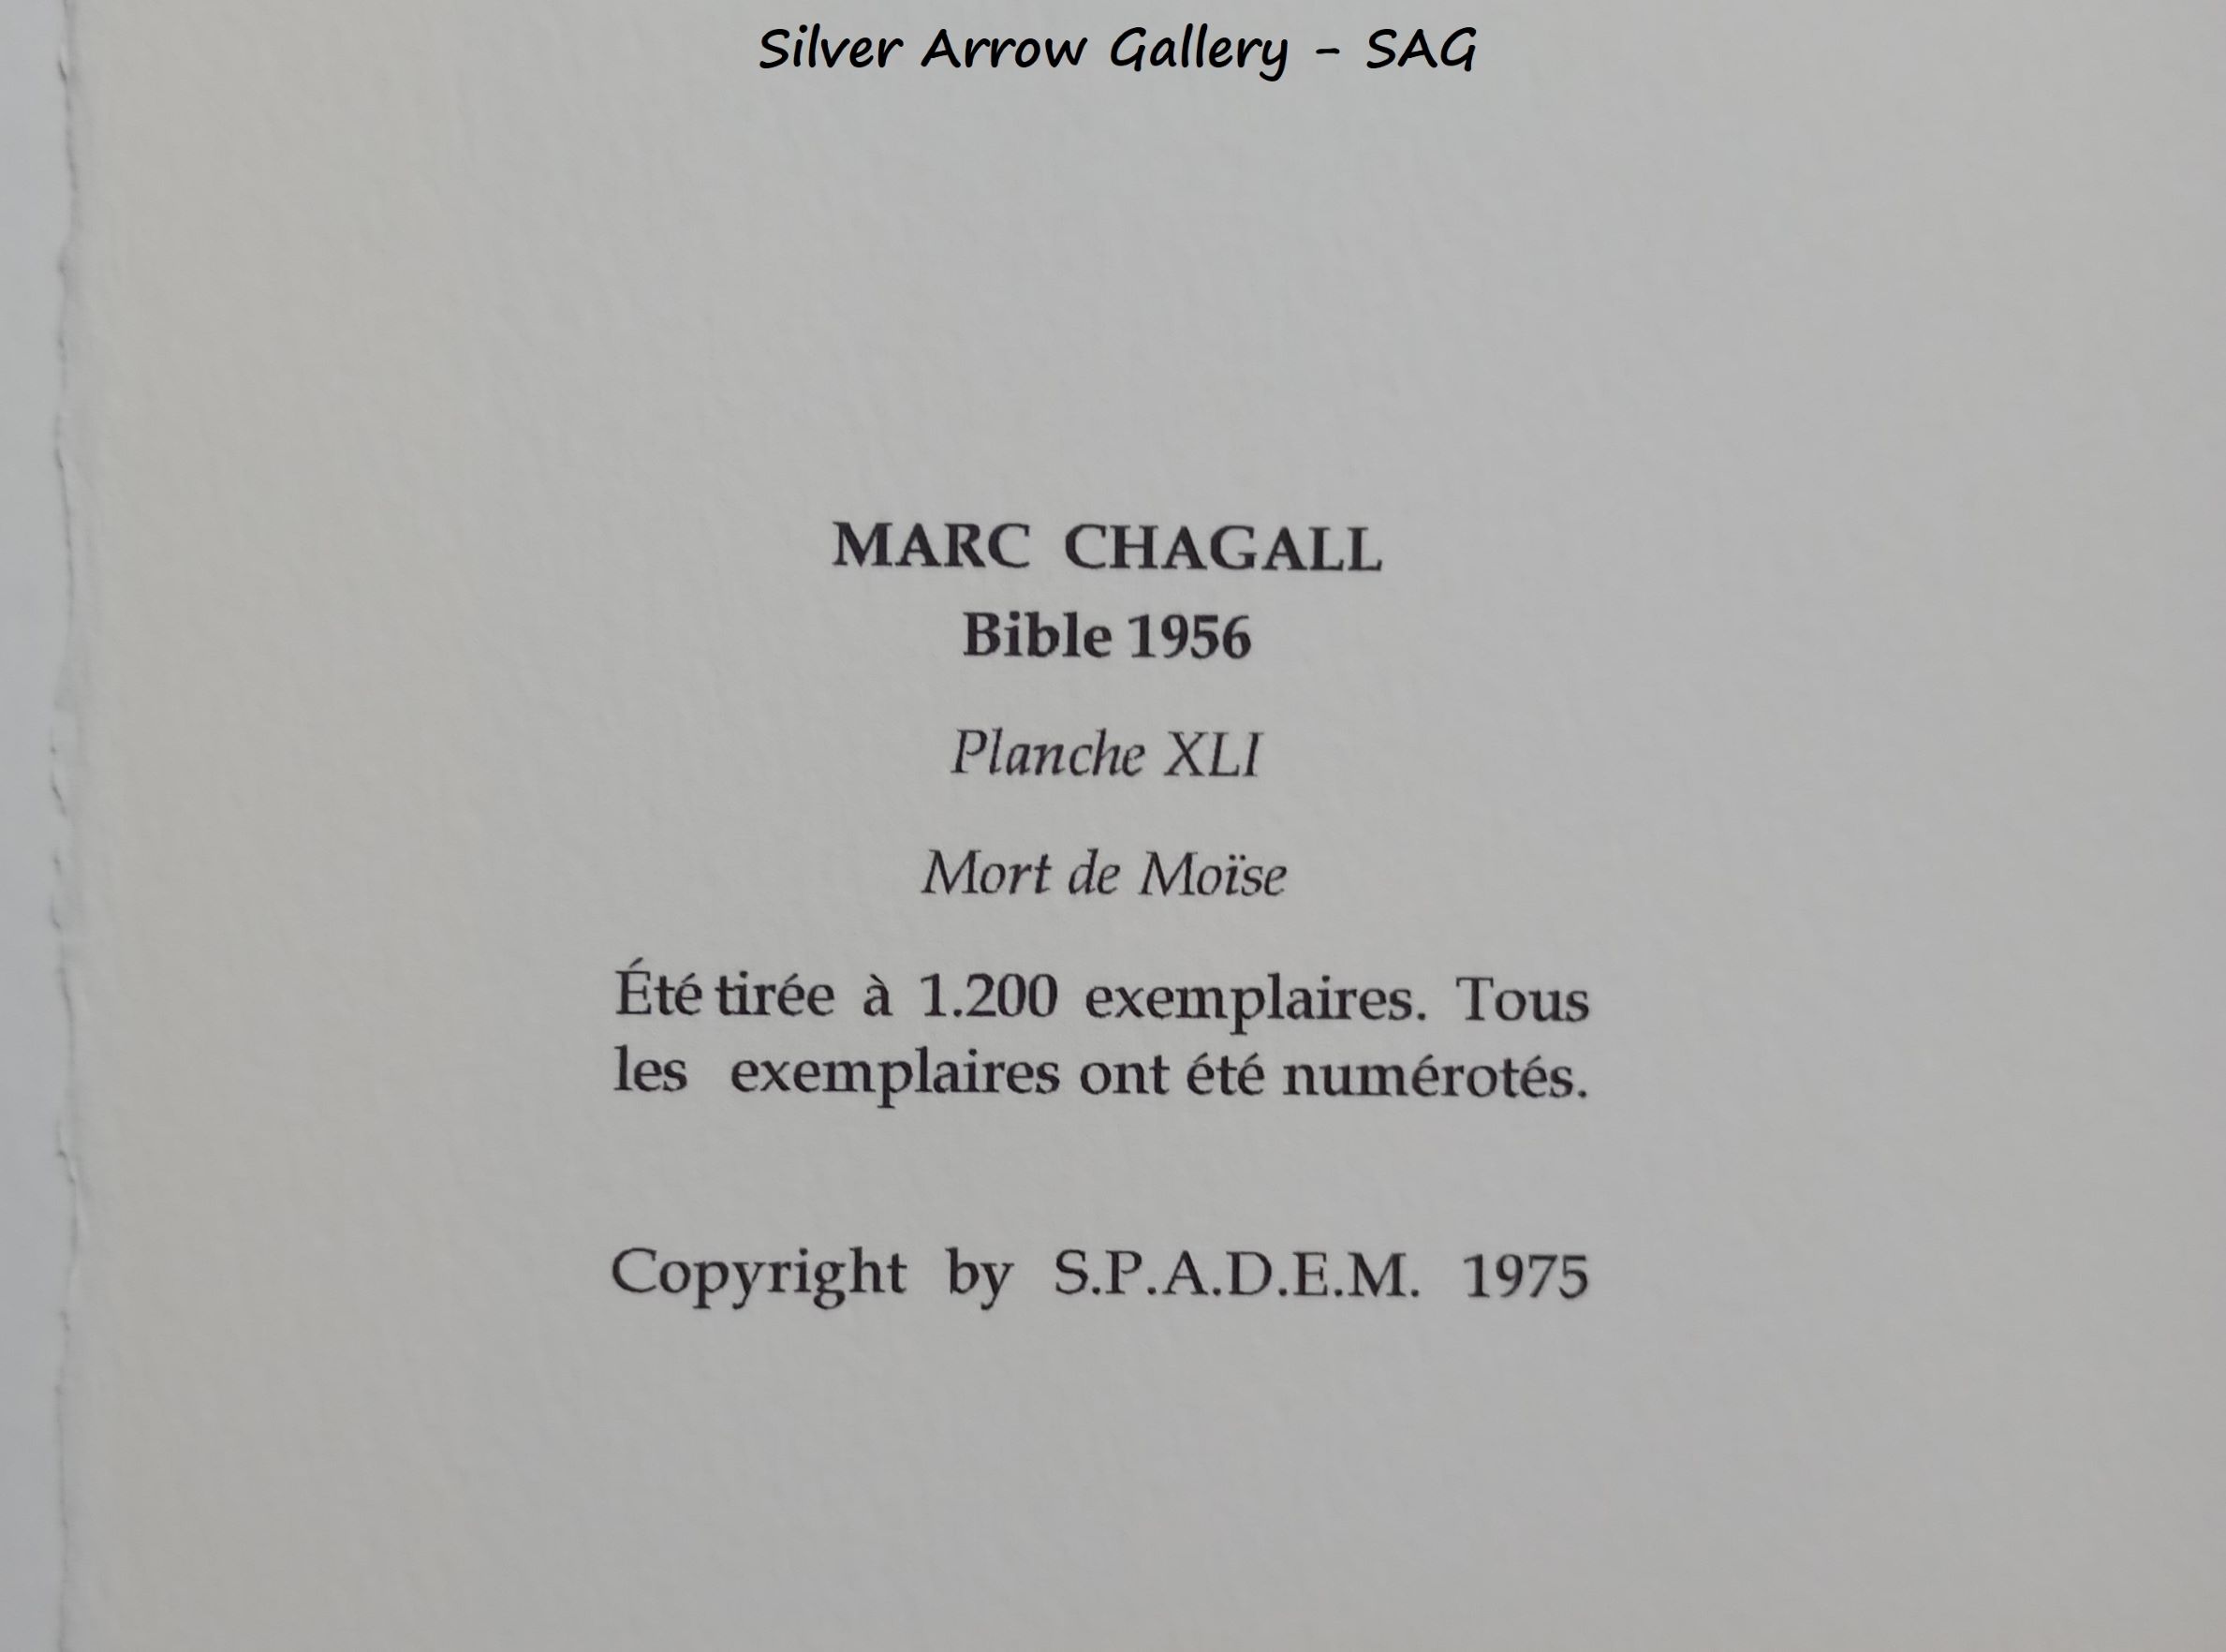 Silver Arrow Gallery - SAG
MARC CHAGALL
Bible 1956
Planche XLI
Mort de Moïse
Été tirée à 1.200 exemplaires. Tous
les exemplaires ont été numérotés.
Copyright by S.P.A.D.E.M. 1975